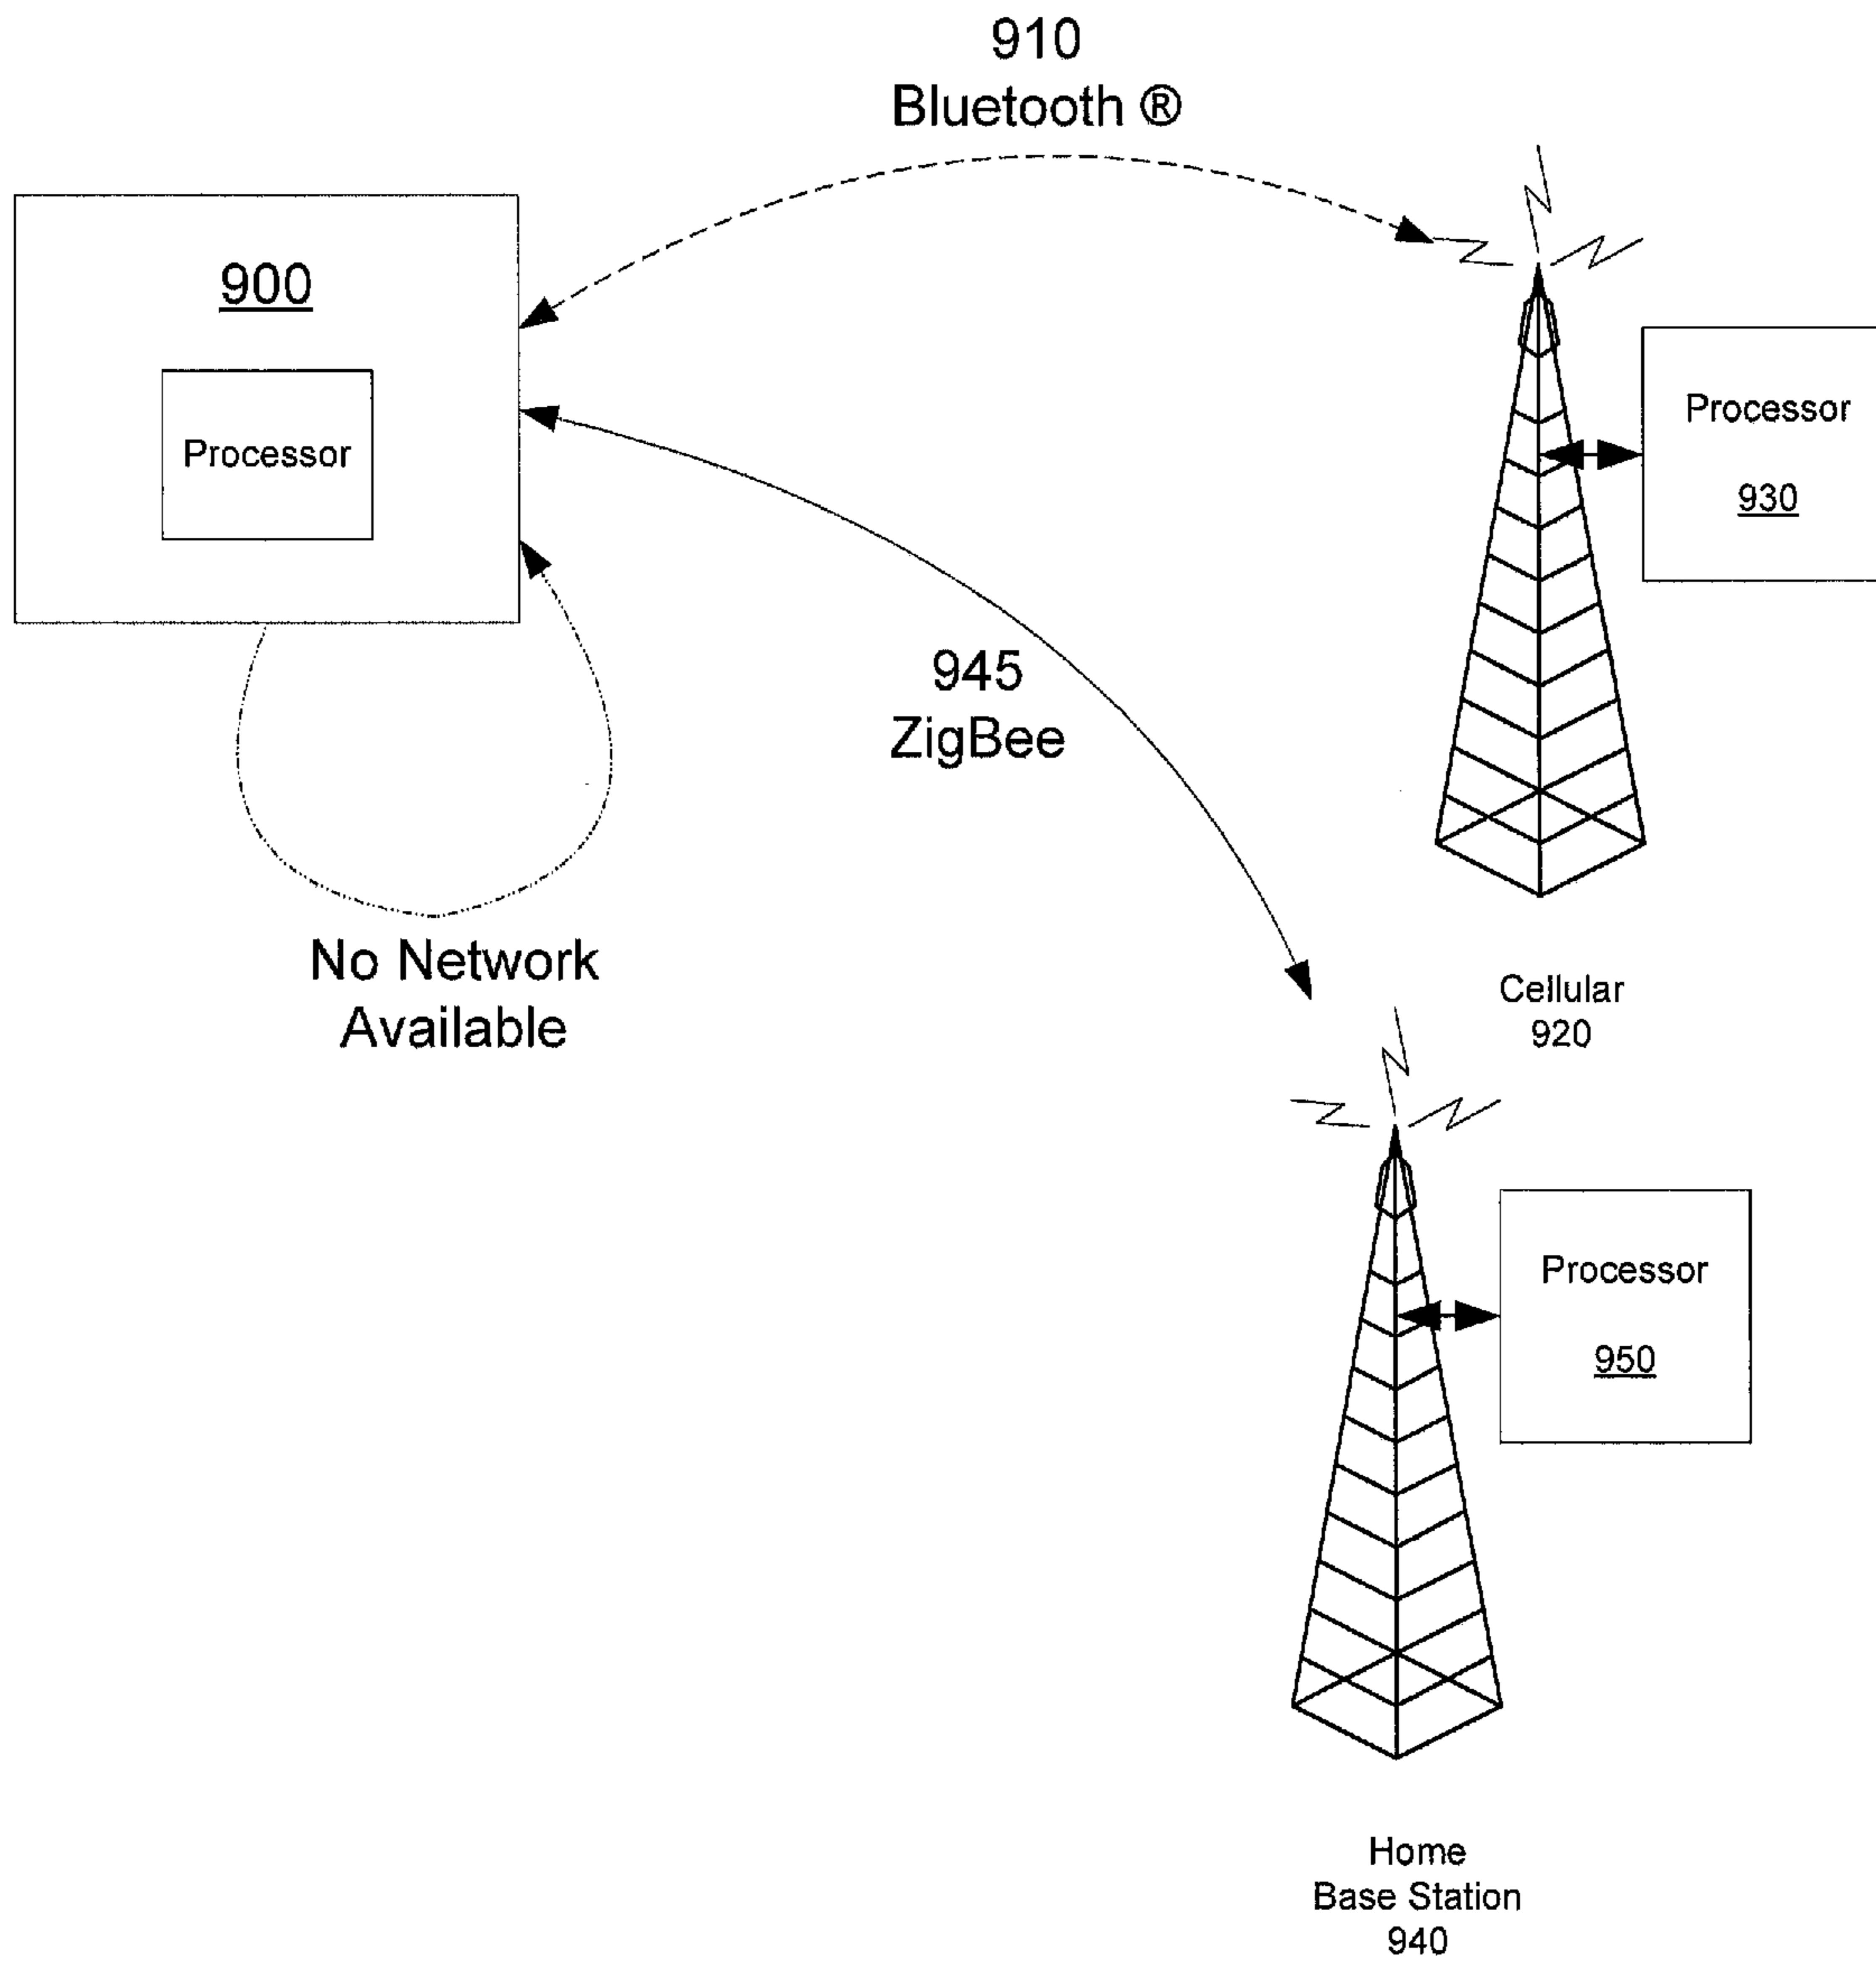 910
Bluetooth ®
900
Processor
Processor
930
945
ZigBee
No Network
Available
Cellular
920
Processor
950
Home
Base Station
940